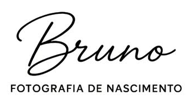 Bruno
FOTOGRAFIA DE NASCIMENTO